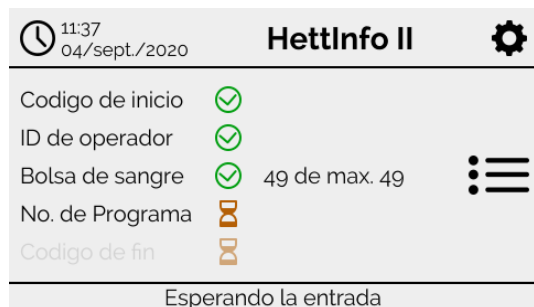 11:37
04/sept./2020
HettInfo II
Codigo de inicio
ID de operador
Bolsa de sangre 49 de max. 49
No. de Programa
Codigo de fin
Esperando la entrada